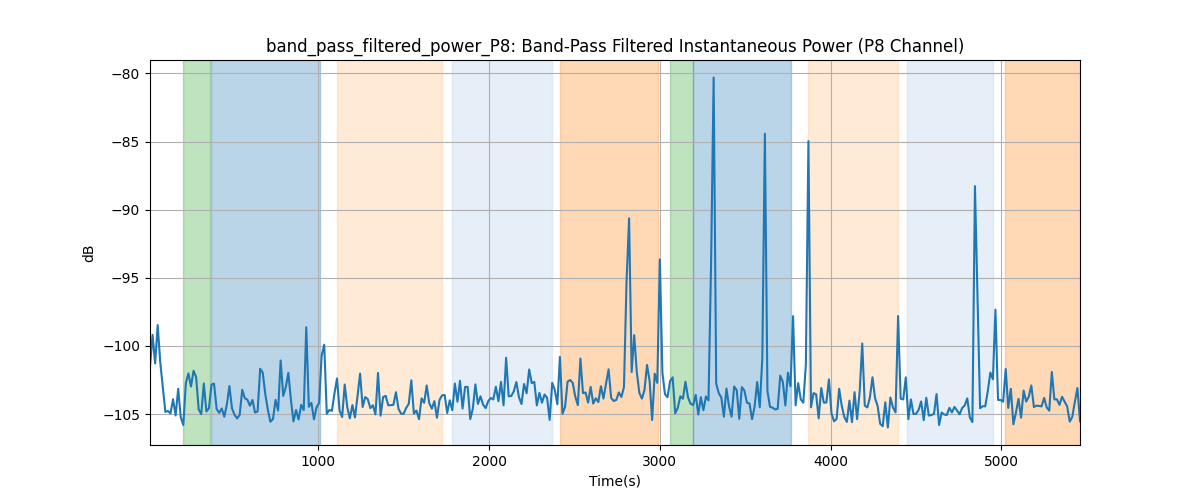 band_pass_filtered_power_P8: Band-Pass Filtered Instantaneous Power (P8 Channel)
−80
−85
−90
−95
−100
−105
dB
1000 2000 3000 4000 5000
Time(s)